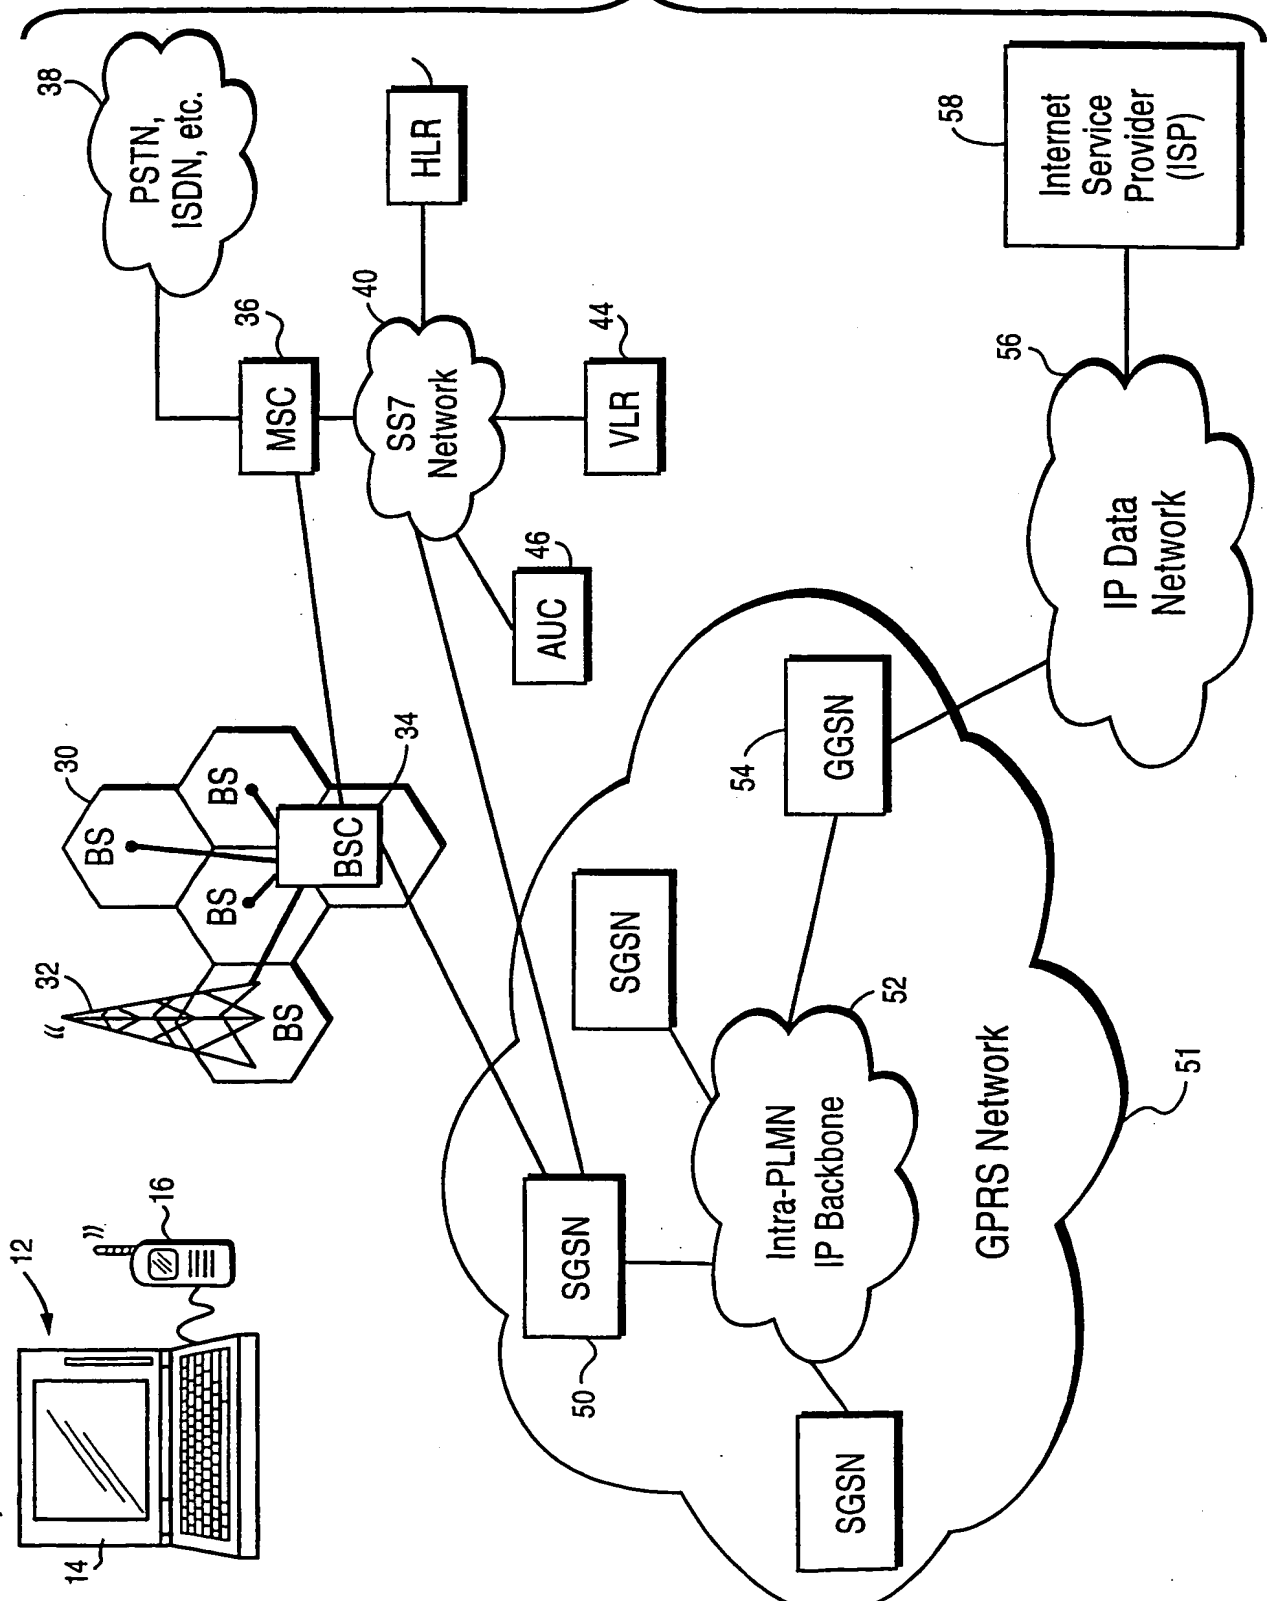 12
14
16
32
BS
30
BS
BS
BS
BSC
34
38
PSTN,
ISDN, etc.
36
MSC
40
SS7
Network
HLR
44
VLR
46
AUC
50
SGSN
SGSN
SGSN
52
Intra-PLMN
IP Backbone
54
GGSN
GPRS Network
51
56
IP Data
Network
58
Internet
Service
Provider
(ISP)